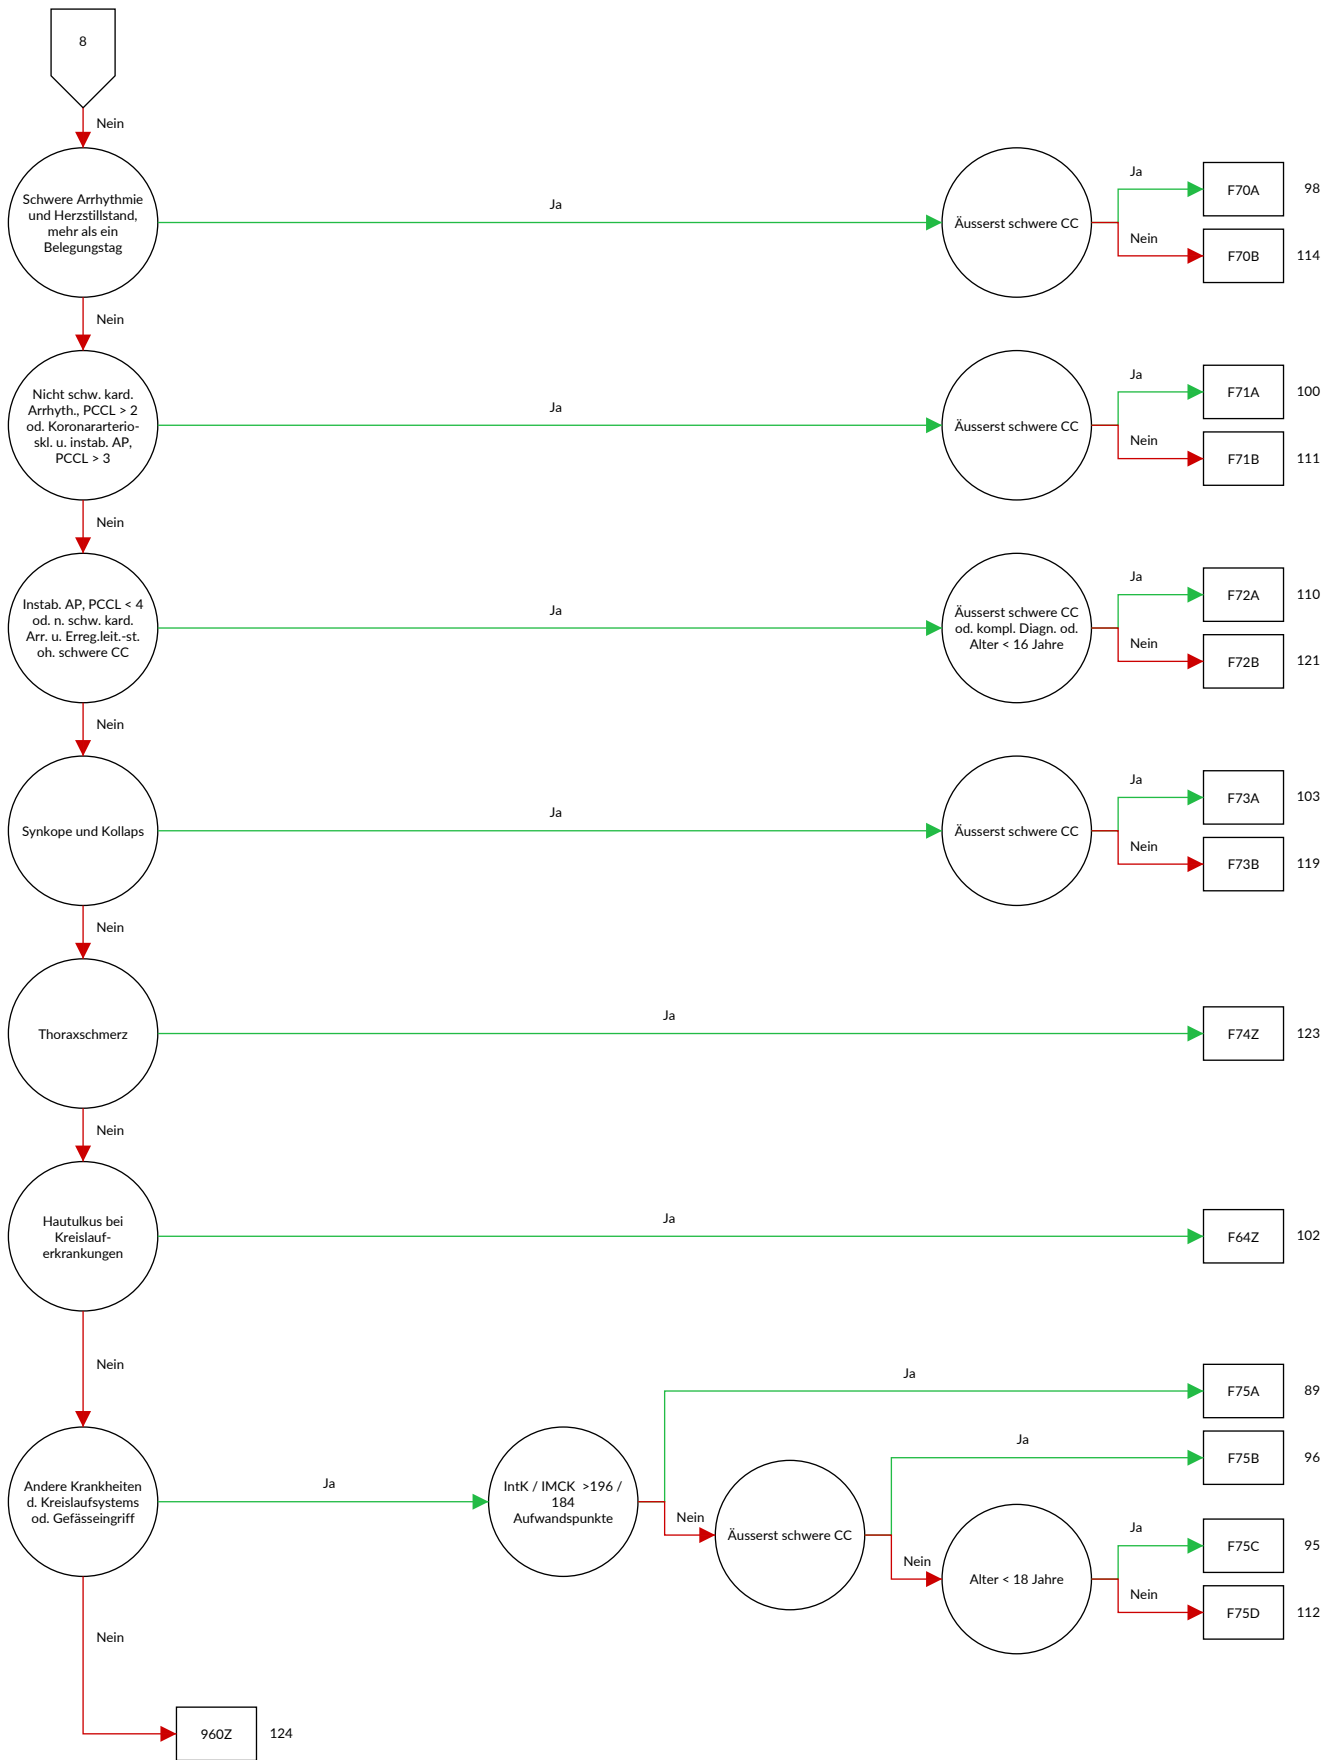 8
Nein
Schwere Arrhythmie
und Herzstillstand,
mehr als ein
Belegungstag
Ja
Äusserst schwere CC
Ja
F70A
98
Nein
F70B
114
Nein
Nicht schw. kard.
Arrhyth., PCCL > 2
od. Koronararterio-
skl. u. instab. AP,
PCCL > 3
Ja
Äusserst schwere CC
Ja
F71A
100
Nein
F71B
111
Nein
Instab. AP, PCCL < 4
od. n. schw. kard.
Arr. u. Erreg.leit.-st.
oh. schwere CC
Ja
Äusserst schwere CC
od. kompl. Diagn. od.
Alter < 16 Jahre
Ja
F72A
110
Nein
F72B
121
Nein
Synkope und Kollaps
Ja
Äusserst schwere CC
Ja
F73A
103
Nein
F73B
119
Nein
Thoraxschmerz
Ja
F74Z
123
Nein
Hautulkus bei
Kreislauf-
erkrankungen
Ja
F64Z
102
Nein
Andere Krankheiten
d. Kreislaufsystems
od. Gefässeingriff
Ja
IntK / IMCK >196 /
184
Aufwandspunkte
Ja
F75A
89
Nein
Äusserst schwere CC
Ja
F75B
96
Nein
Alter < 18 Jahre
Ja
F75C
95
Nein
F75D
112
Nein
960Z
124